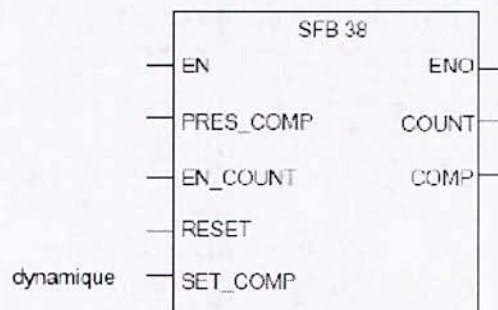 SFB 38
EN ENO
PRES_COMP COUNT
EN_COUNT COMP
RESET
dynamique SET_COMP